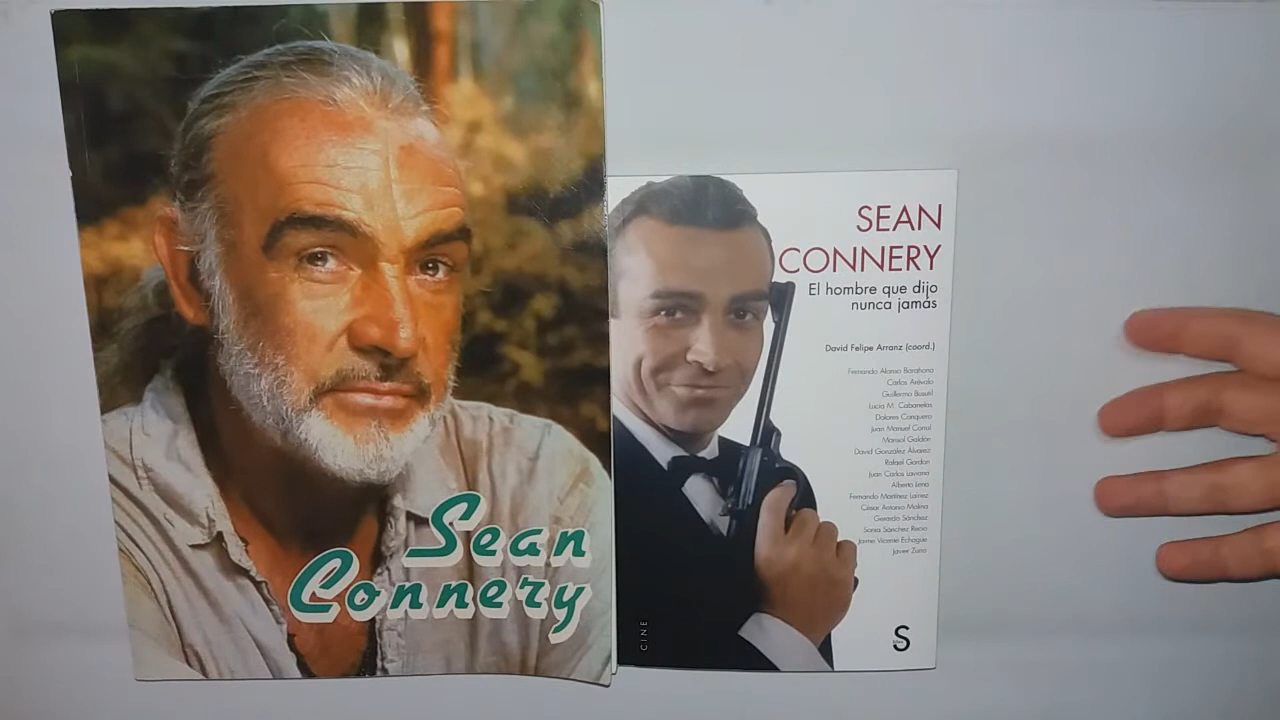 Sean
Connery
SEAN
CONNERY
El hombre que dijo
nunca jamás
David Felipe Arranz (coord.)
Fernando Alonso Barahona
Carlos Arévalo
Guillermo Busutil
Lucía M. Cabanelas
Dolores Conquero
Juan Manuel Corral
Marisol Galdón
David González Álvarez
Rafael Gordon
Juan Carlos Laviana
Alberto Lena
Fernando Martínez Laínez
César Antonio Molina
Gerardo Sánchez
Sonia Sánchez Recio
Jaime Vicente Echagüe
Javier Zurro
CINE
S